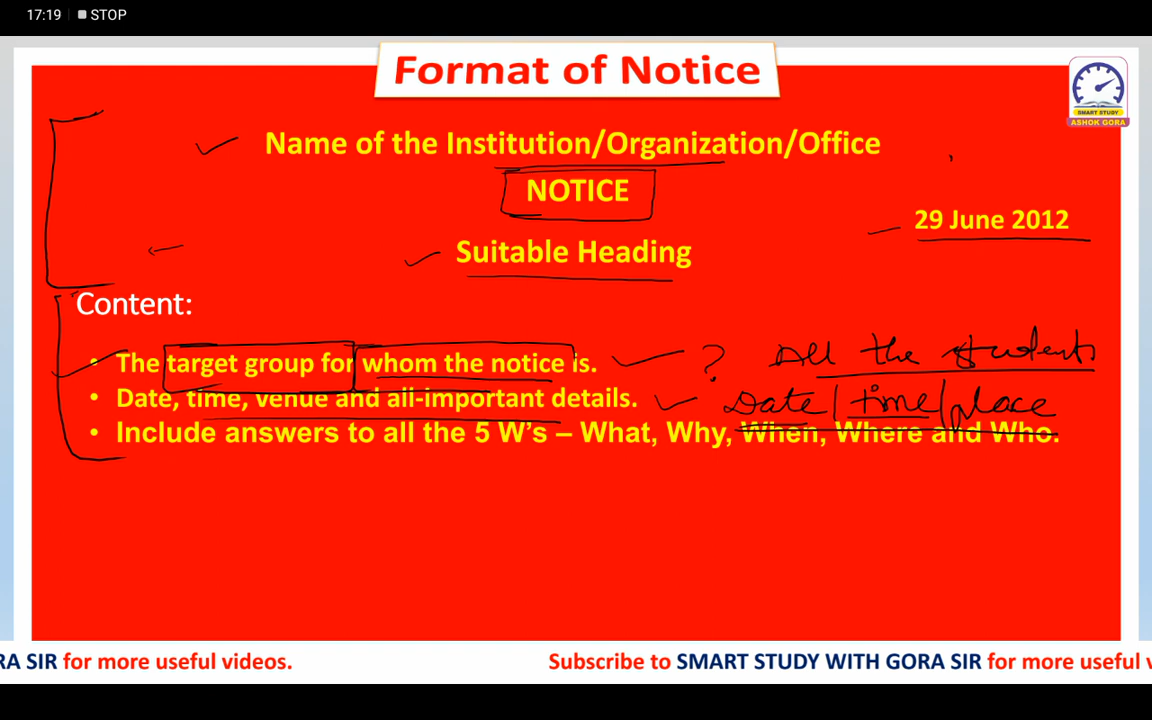 17:19 STOP
Format of Notice
SMART STUDY
ASHOK GORA
Name of the Institution/Organization/Office
NOTICE
29 June 2012
Suitable Heading
Content:
• The target group for whom the notice is. ? All the students
• Date, time, venue and all-important details. Date/time/place
• Include answers to all the 5 W's – What, Why, When, Where and Who.
RA SIR for more useful videos. Subscribe to SMART STUDY WITH GORA SIR for more useful v